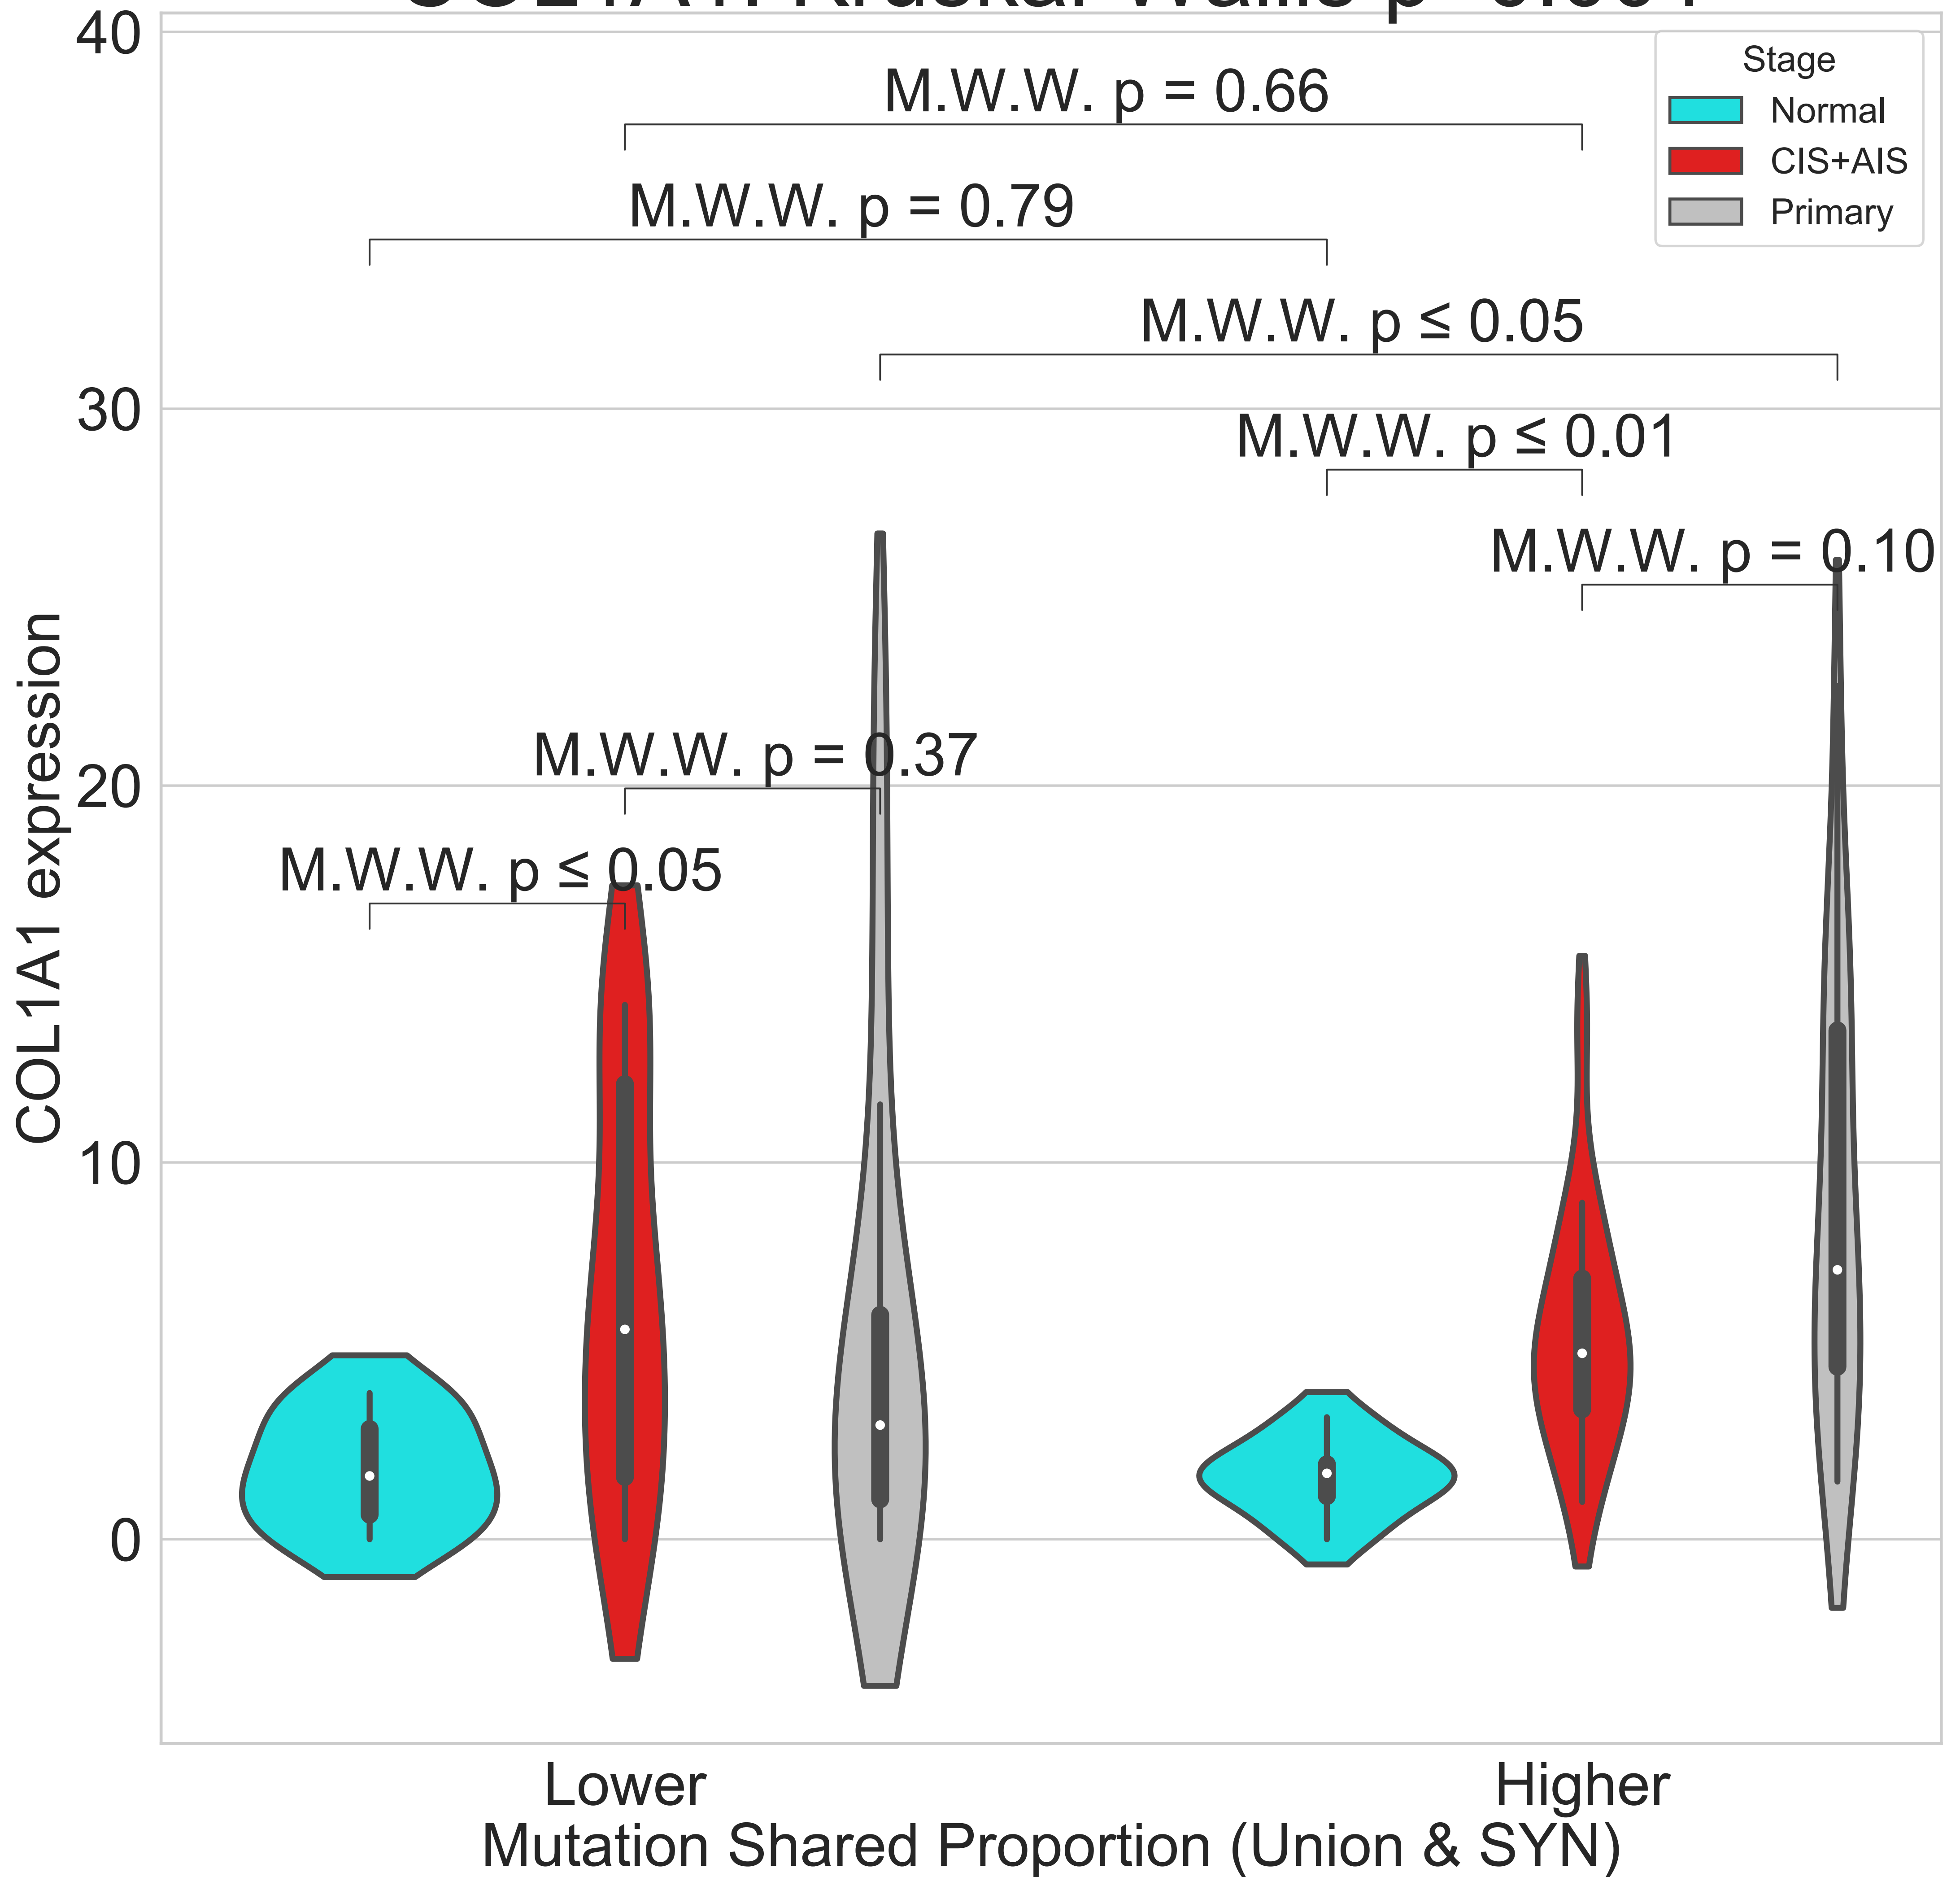 40
M.W.W. p = 0.66
Stage
Normal
CIS+AIS
Primary
M.W.W. p = 0.79
M.W.W. p ≤ 0.05
30
M.W.W. p ≤ 0.01
M.W.W. p = 0.10
COL1A1 expression
M.W.W. p = 0.37
20
M.W.W. p ≤ 0.05
10
0
Lower
Higher
Mutation Shared Proportion (Union & SYN)